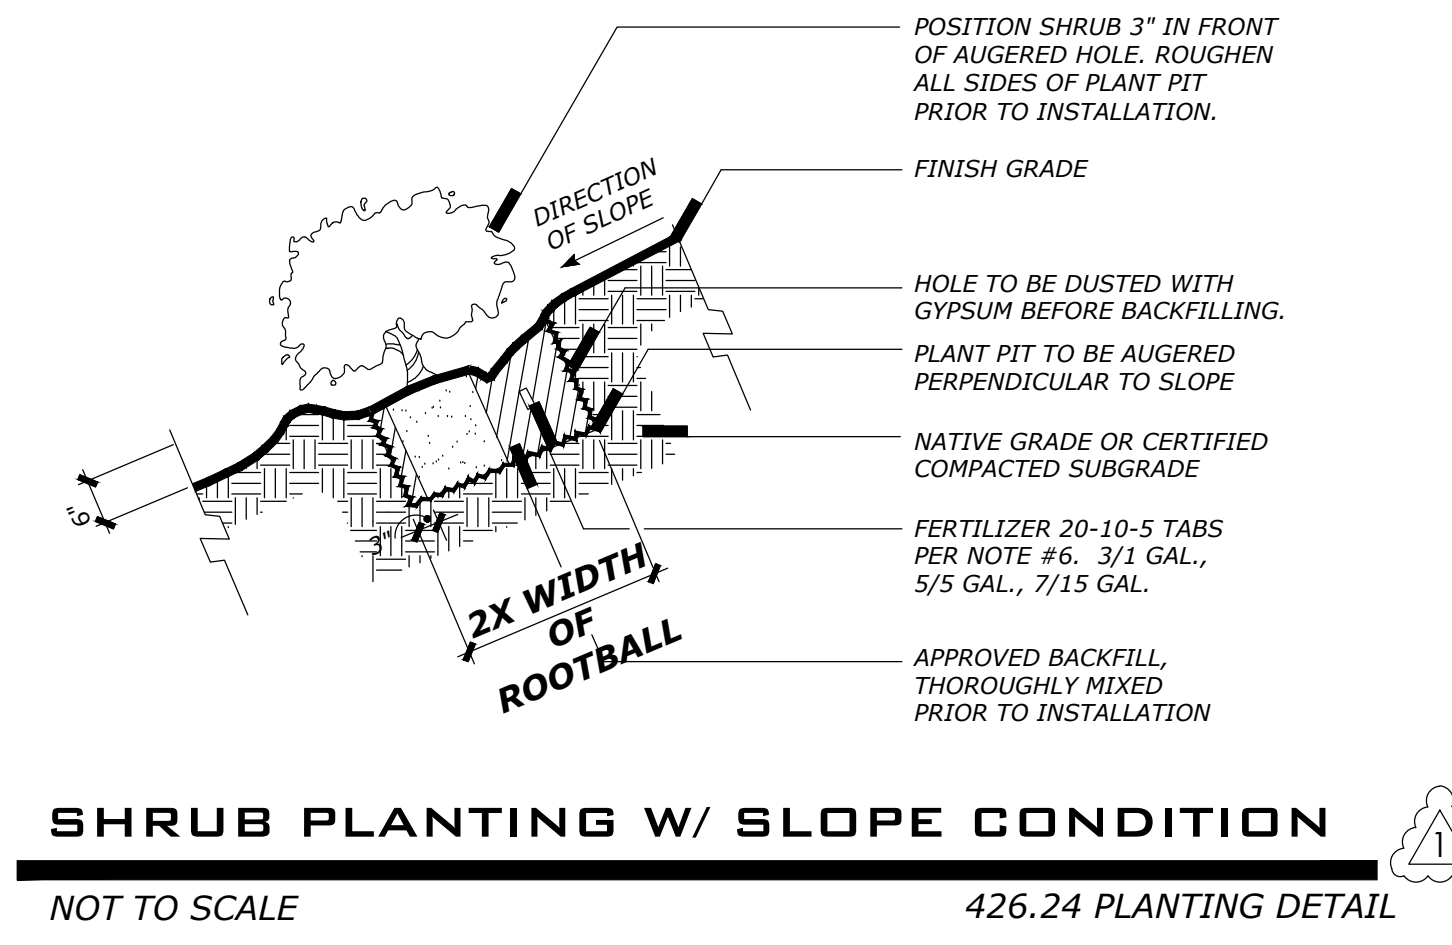 POSITION SHRUB 3" IN FRONT
OF AUGERED HOLE. ROUGHEN
ALL SIDES OF PLANT PIT
PRIOR TO INSTALLATION.
FINISH GRADE
DIRECTION
OF SLOPE
HOLE TO BE DUSTED WITH
GYPSUM BEFORE BACKFILLING.
PLANT PIT TO BE AUGERED
PERPENDICULAR TO SLOPE
NATIVE GRADE OR CERTIFIED
COMPACTED SUBGRADE
6"
3"
FERTILIZER 20-10-5 TABS
PER NOTE #6. 3/1 GAL.,
5/5 GAL., 7/15 GAL.
2X WIDTH
OF
ROOTBALL
APPROVED BACKFILL,
THOROUGHLY MIXED
PRIOR TO INSTALLATION
SHRUB PLANTING W/ SLOPE CONDITION
1
NOT TO SCALE
426.24 PLANTING DETAIL